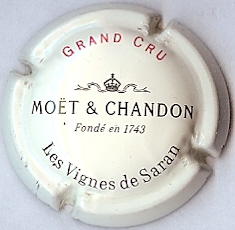 GRAND CRU
MOËT & CHANDON
Fondé en 1743
Les Vignes de Saran